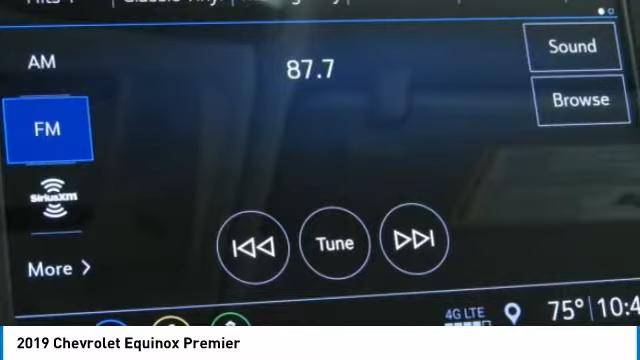 AM
87.7
Sound
FM
Browse
SiriusXM
Tune
More
4G LTE
75° 10:4
2019 Chevrolet Equinox Premier